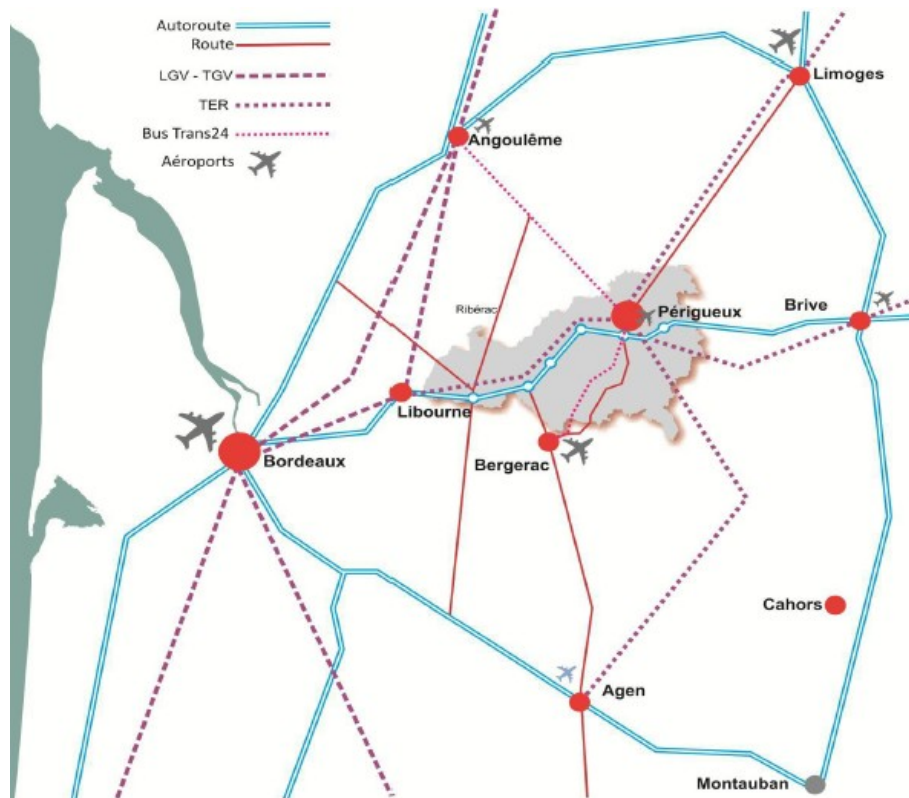 Autoroute
Route
LGV - TGV
TER
Bus Trans24
Aéroports
Limoges
Angoulême
Ribérac
Périgueux
Brive
Libourne
Bordeaux
Bergerac
Cahors
Agen
Montauban